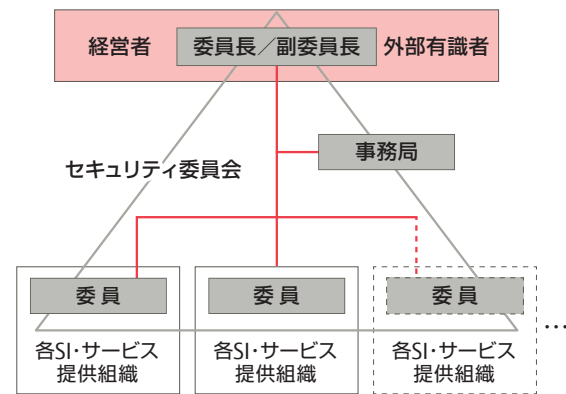 経営者
委員長／副委員長
外部有識者
事務局
セキュリティ委員会
委 員
委 員
委 員
…
各SI・サービス
提供組織
各SI・サービス
提供組織
各SI・サービス
提供組織